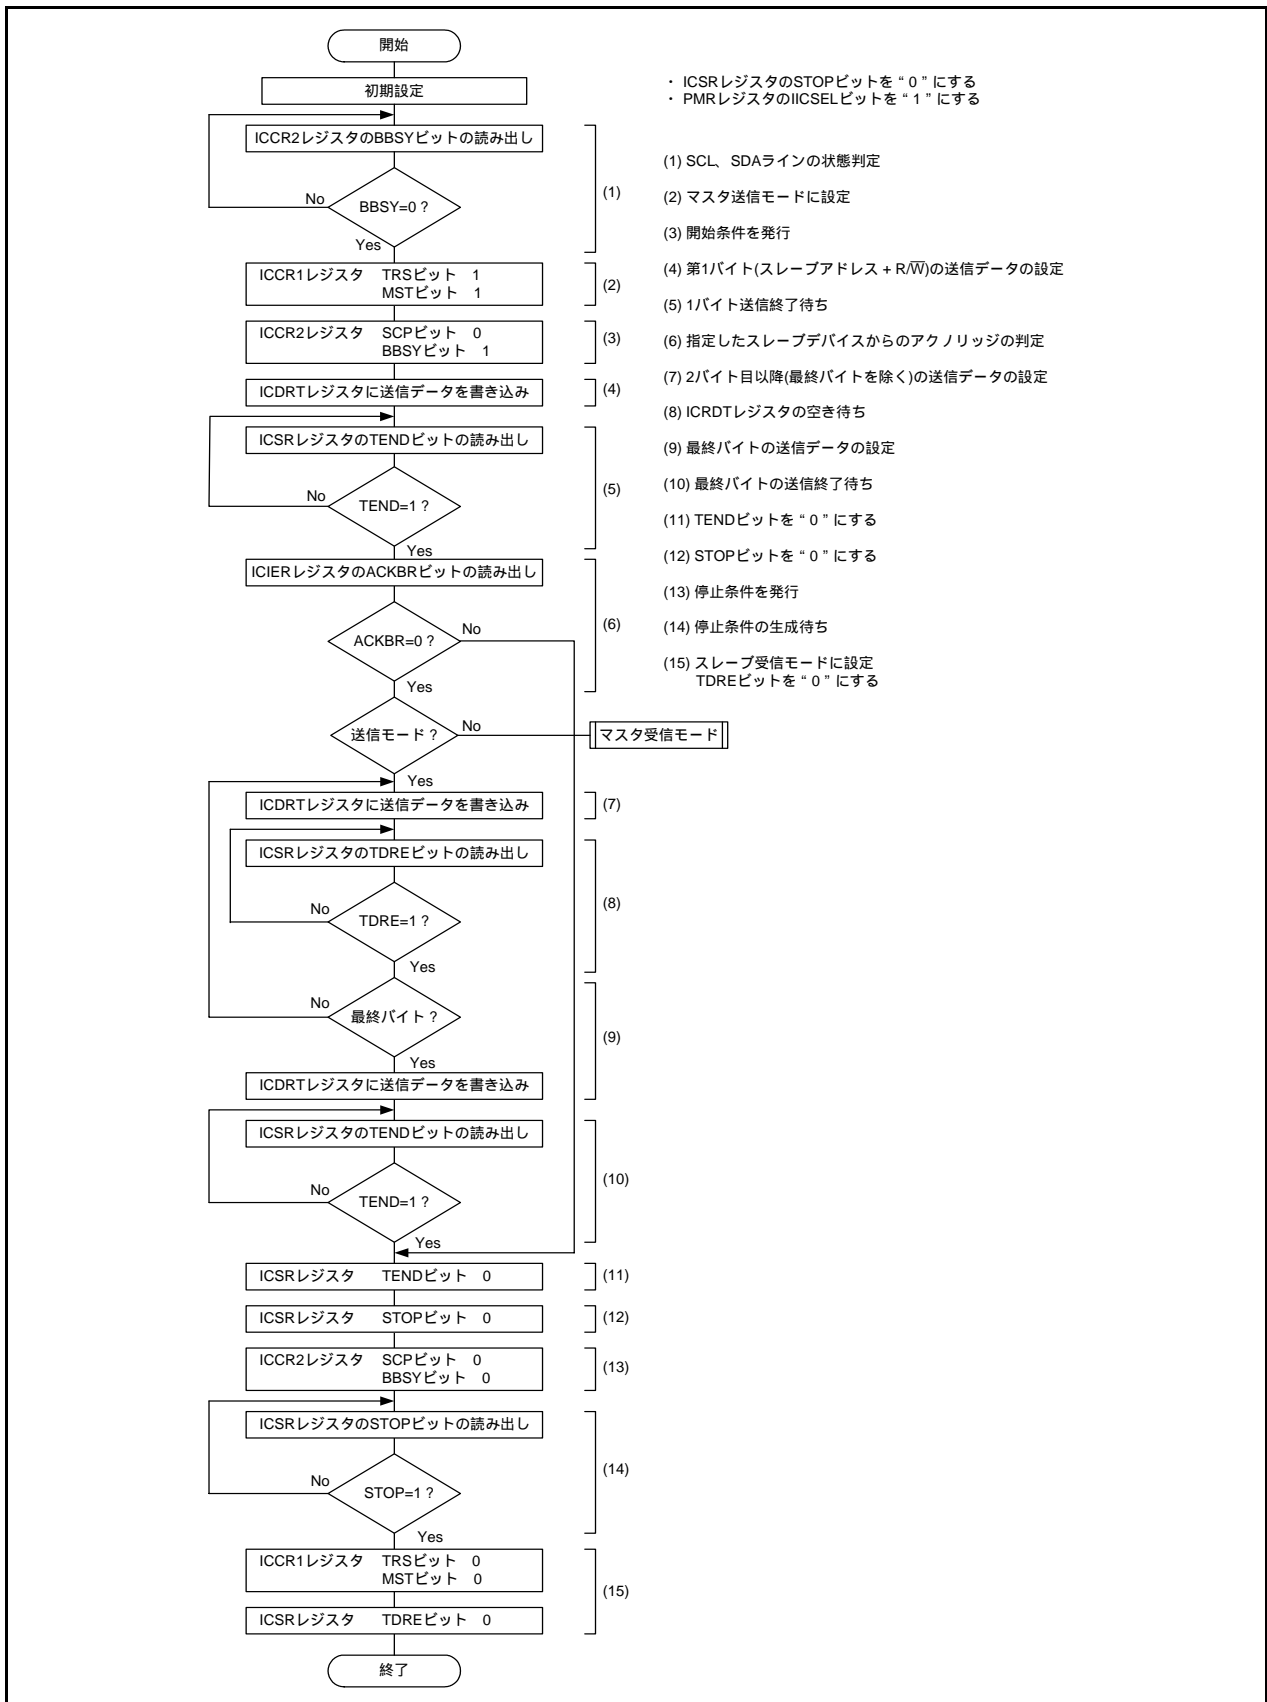 開始
初期設定
・ ICSRレジスタのSTOPビットを“0”にする
・ PMRレジスタのIICSELビットを“1”にする
ICCR2レジスタのBBSYビットの読み出し
BBSY=0 ?
No
Yes
(1)
ICCR1レジスタ TRSビット 1
MSTビット 1
(2)
ICCR2レジスタ SCPビット 0
BBSYビット 1
(3)
ICDRTレジスタに送信データを書き込み
(4)
ICSRレジスタのTENDビットの読み出し
No
TEND=1 ?
Yes
(5)
ICIERレジスタのACKBRビットの読み出し
ACKBR=0 ?
No
Yes
(6)
送信モード ?
No
マスタ受信モード
Yes
ICDRTレジスタに送信データを書き込み
(7)
ICSRレジスタのTDREビットの読み出し
No
TDRE=1 ?
Yes
(8)
No
最終バイト ?
Yes
ICDRTレジスタに送信データを書き込み
(9)
ICSRレジスタのTENDビットの読み出し
No
TEND=1 ?
Yes
(10)
ICSRレジスタ TENDビット 0
(11)
ICSRレジスタ STOPビット 0
(12)
ICCR2レジスタ SCPビット 0
BBSYビット 0
(13)
ICSRレジスタのSTOPビットの読み出し
No
STOP=1 ?
Yes
(14)
ICCR1レジスタ TRSビット 0
MSTビット 0
ICSRレジスタ TDREビット 0
(15)
終了
(1) SCL、SDAラインの状態判定
(2) マスタ送信モードに設定
(3) 開始条件を発行
(4) 第1バイト(スレーブアドレス + R/W̅)の送信データの設定
(5) 1バイト送信終了待ち
(6) 指定したスレーブデバイスからのアクノリッジの判定
(7) 2バイト目以降(最終バイトを除く)の送信データの設定
(8) ICRDTレジスタの空き待ち
(9) 最終バイトの送信データの設定
(10) 最終バイトの送信終了待ち
(11) TENDビットを“0”にする
(12) STOPビットを“0”にする
(13) 停止条件を発行
(14) 停止条件の生成待ち
(15) スレーブ受信モードに設定
TDREビットを“0”にする